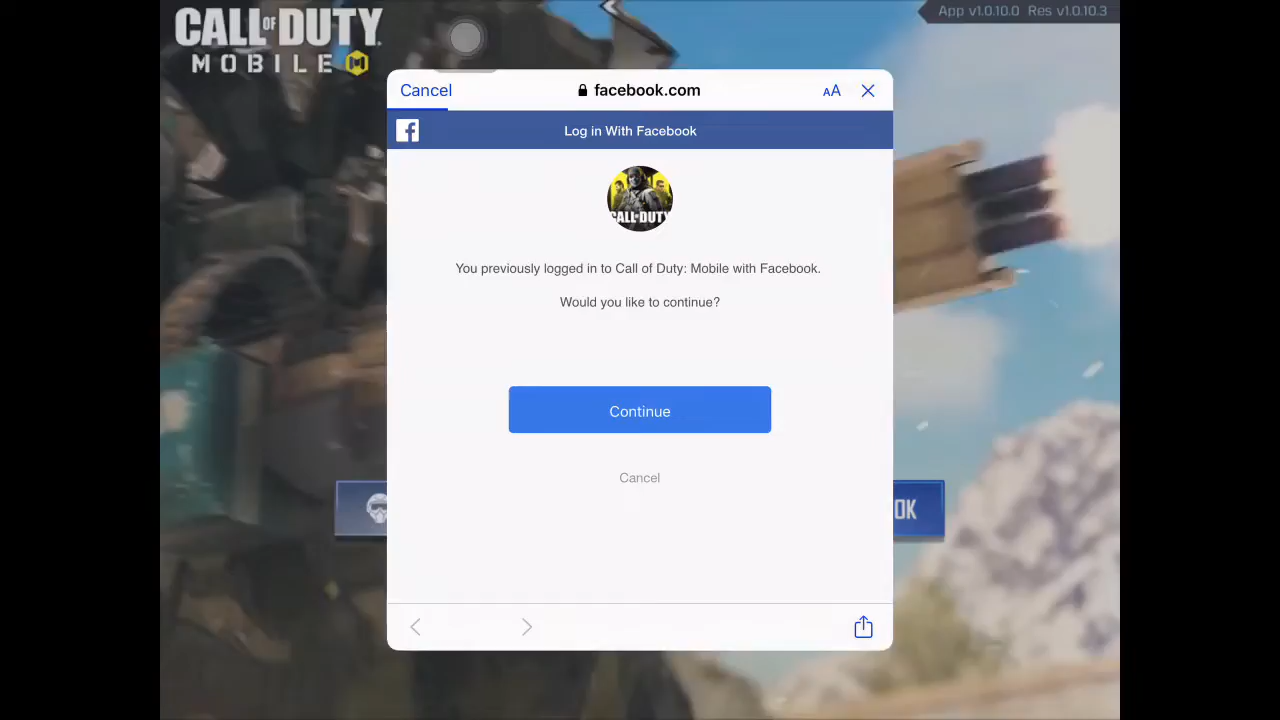 CALL OF DUTY
MOBILE
App v1.0.10.0 Res v1.0.10.3
Cancel
facebook.com
AA
Log in With Facebook
CALL OF DUTY
You previously logged in to Call of Duty: Mobile with Facebook.
Would you like to continue?
Continue
Cancel
OK